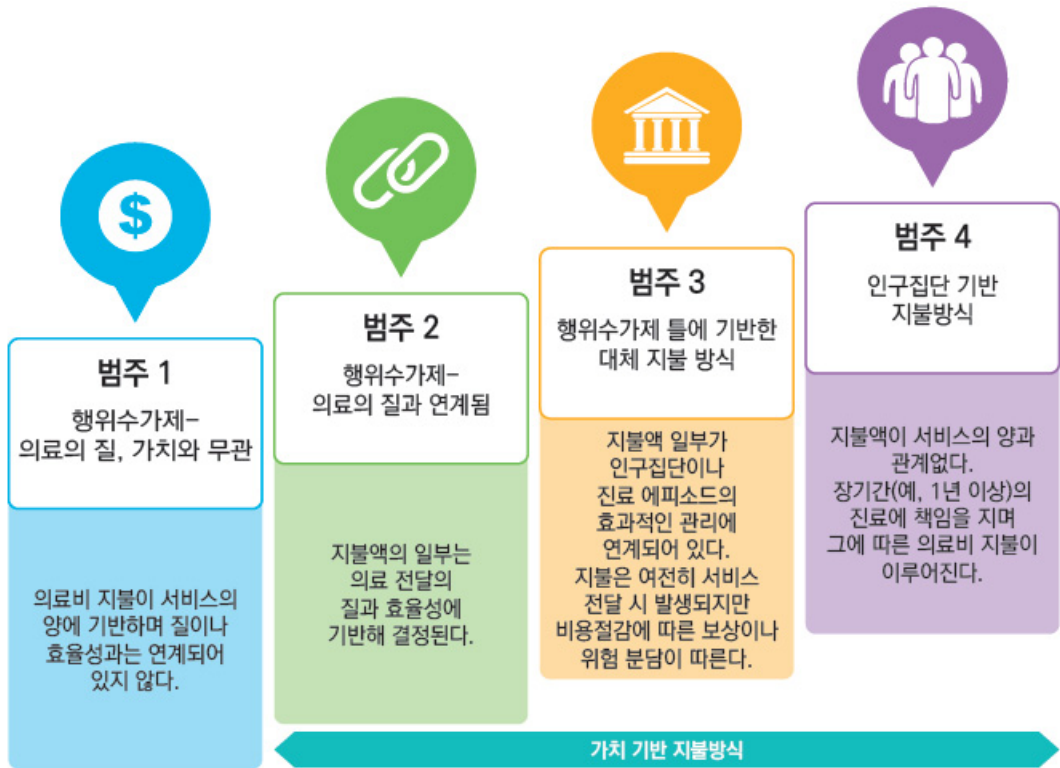 $
범주 1
행위수가제–
의료의 질, 가치와 무관
의료비 지불이 서비스의
양에 기반하며 질이나
효율성과는 연계되어
있지 않다.
범주 2
행위수가제–
의료의 질과 연계됨
지불액의 일부는
의료 전달의
질과 효율성에
기반해 결정된다.
범주 3
행위수가제 틀에 기반한
대체 지불 방식
지불액 일부가
인구집단이나
진료 에피소드의
효과적인 관리에
연계되어 있다.
지불은 여전히 서비스
전달 시 발생되지만
비용절감에 따른 보상이나
위험 분담이 따른다.
범주 4
인구집단 기반
지불방식
지불액이 서비스의 양과
관계없다.
장기간(예, 1년 이상)의
진료에 책임을 지며
그에 따른 의료비 지불이
이루어진다.
가치 기반 지불방식